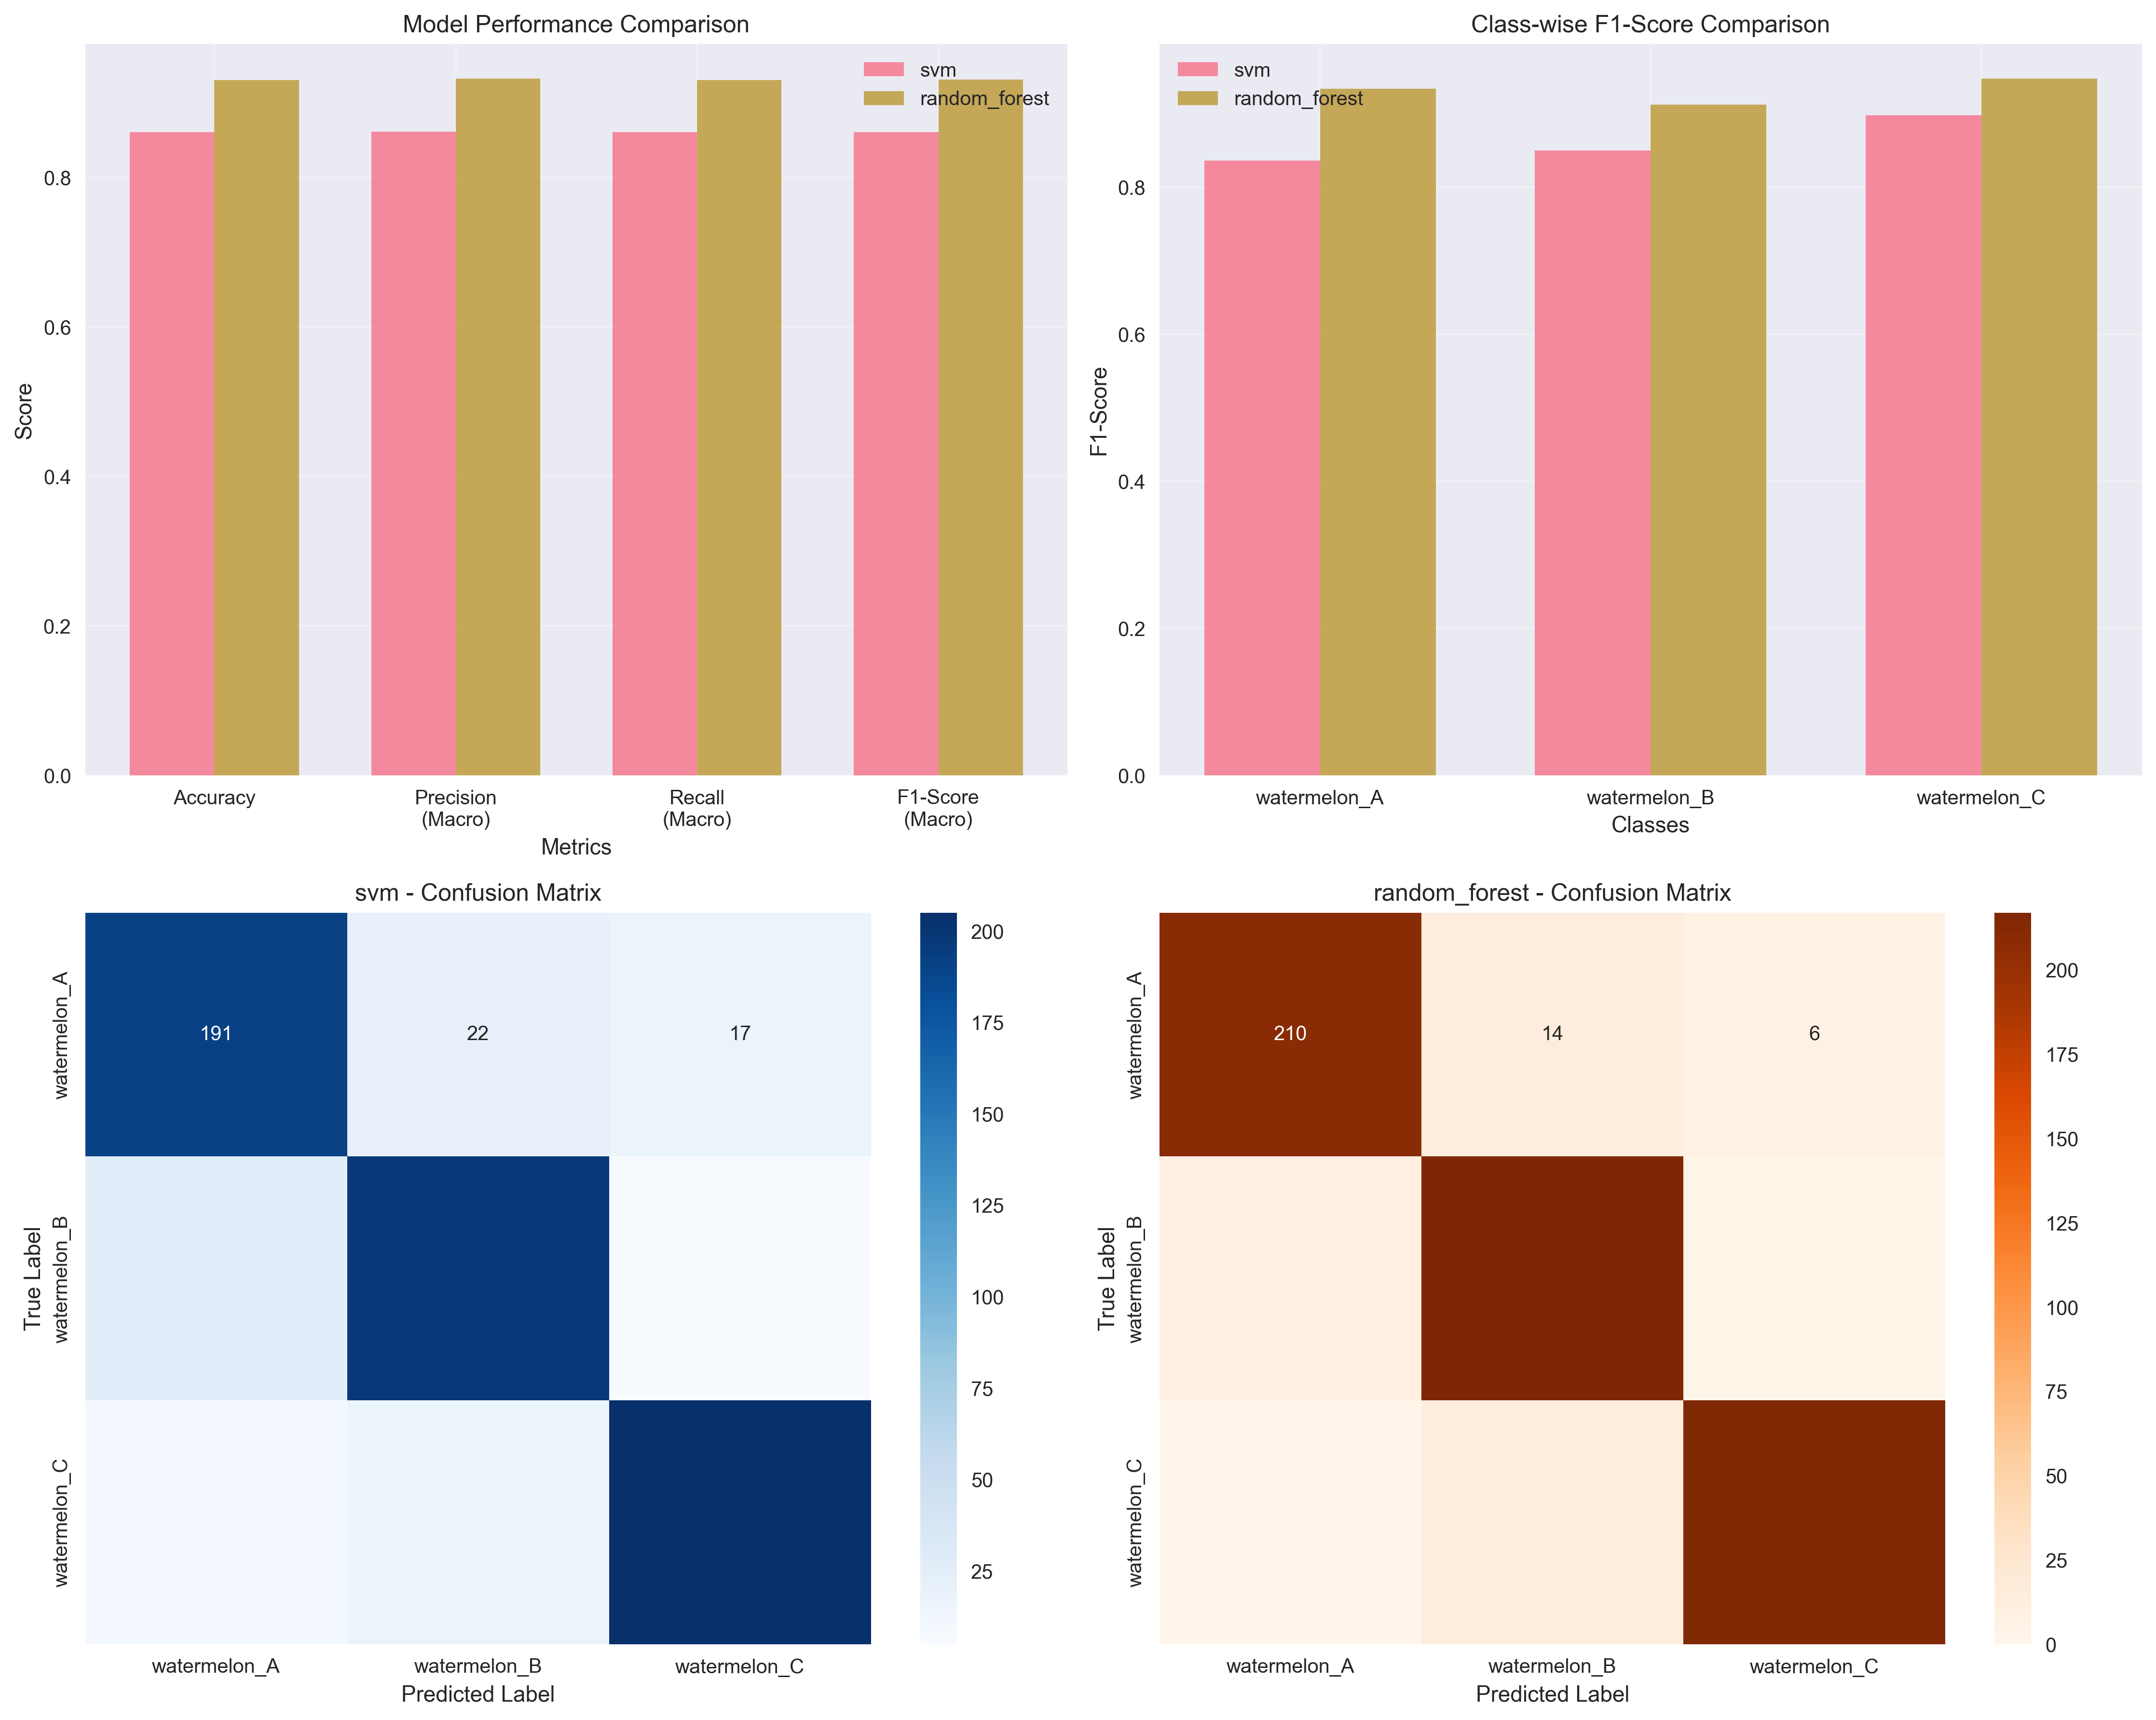 Model Performance Comparison
svm
random_forest
Score
0.8
0.6
0.4
0.2
0.0
Accuracy
Precision
(Macro)
Recall
(Macro)
F1-Score
(Macro)
Metrics
Class-wise F1-Score Comparison
svm
random_forest
F1-Score
0.8
0.6
0.4
0.2
0.0
watermelon_A
watermelon_B
watermelon_C
Classes
svm - Confusion Matrix
True Label
watermelon_A
watermelon_B
watermelon_C
191 22 17
watermelon_A
watermelon_B
watermelon_C
Predicted Label
200
175
150
125
100
75
50
25
random_forest - Confusion Matrix
True Label
watermelon_A
watermelon_B
watermelon_C
210 14 6
watermelon_A
watermelon_B
watermelon_C
Predicted Label
200
175
150
125
100
75
50
25
0